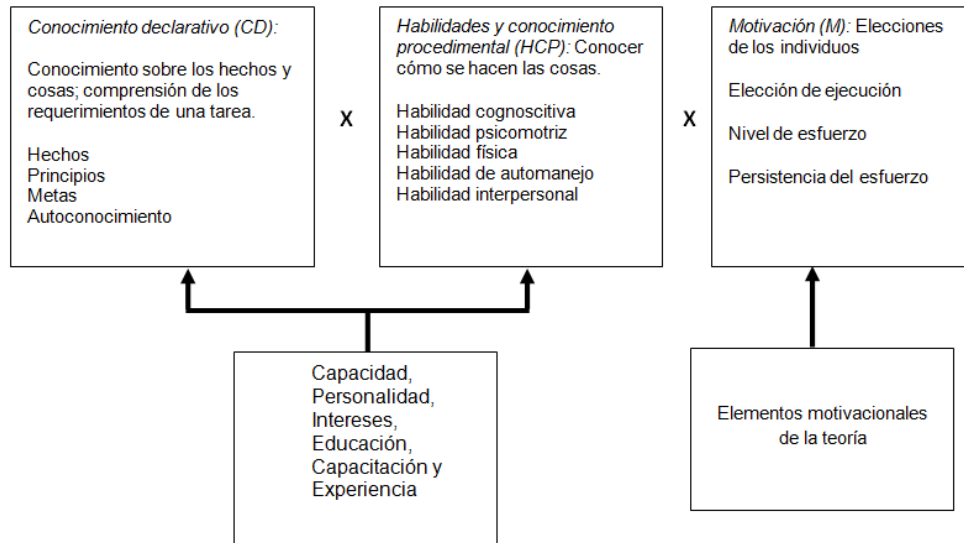 Conocimiento declarativo (CD):
Conocimiento sobre los hechos y
cosas; comprensión de los
requerimientos de una tarea.
Hechos
Principios
Metas
Autoconocimiento
X
Habilidades y conocimiento
procedimental (HCP): Conocer
cómo se hacen las cosas.
Habilidad cognoscitiva
Habilidad psicomotriz
Habilidad física
Habilidad de automanejo
Habilidad interpersonal
X
Motivación (M): Elecciones
de los individuos
Elección de ejecución
Nivel de esfuerzo
Persistencia del esfuerzo
Capacidad,
Personalidad,
Intereses,
Educación,
Capacitación y
Experiencia
Elementos motivacionales
de la teoría